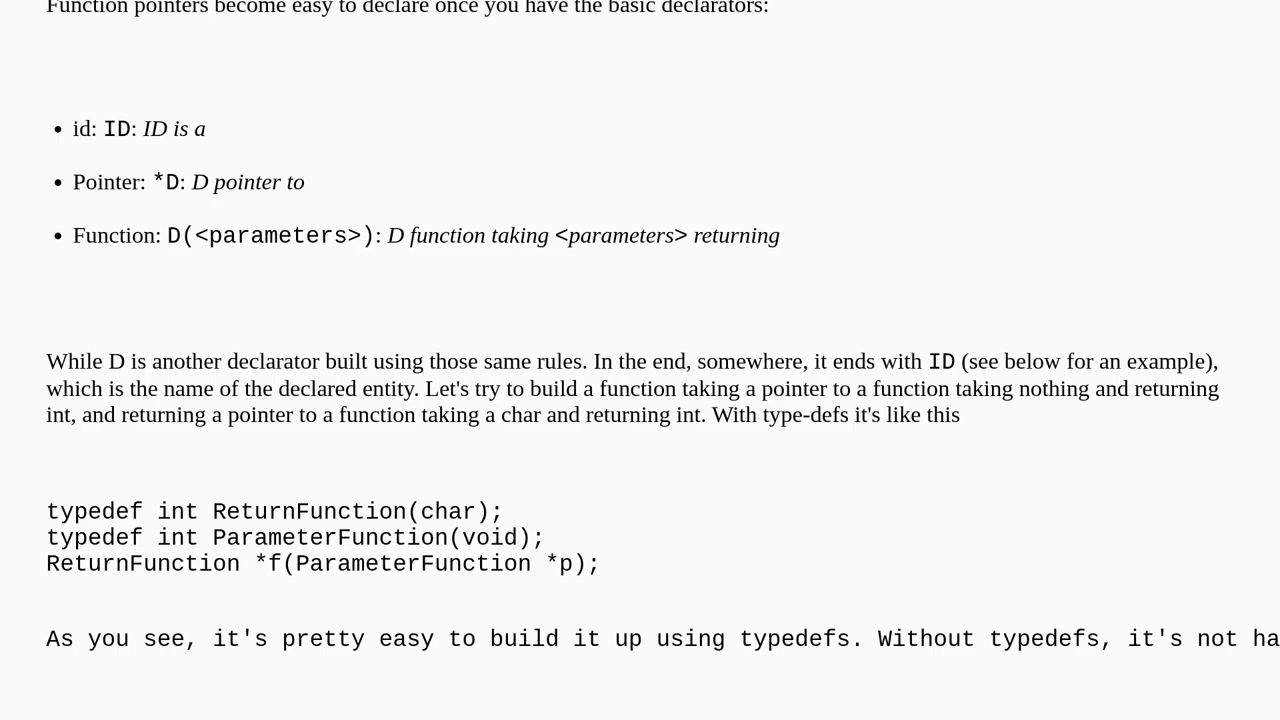 Function pointers become easy to declare once you have the basic declarators:
• id: ID: ID is a
• Pointer: *D: D pointer to
• Function: D(<parameters>): D function taking <parameters> returning
While D is another declarator built using those same rules. In the end, somewhere, it ends with ID (see below for an example),
which is the name of the declared entity. Let's try to build a function taking a pointer to a function taking nothing and returning
int, and returning a pointer to a function taking a char and returning int. With type-defs it's like this
typedef int ReturnFunction(char);
typedef int ParameterFunction(void);
ReturnFunction *f(ParameterFunction *p);
As you see, it's pretty easy to build it up using typedefs. Without typedefs, it's not ha